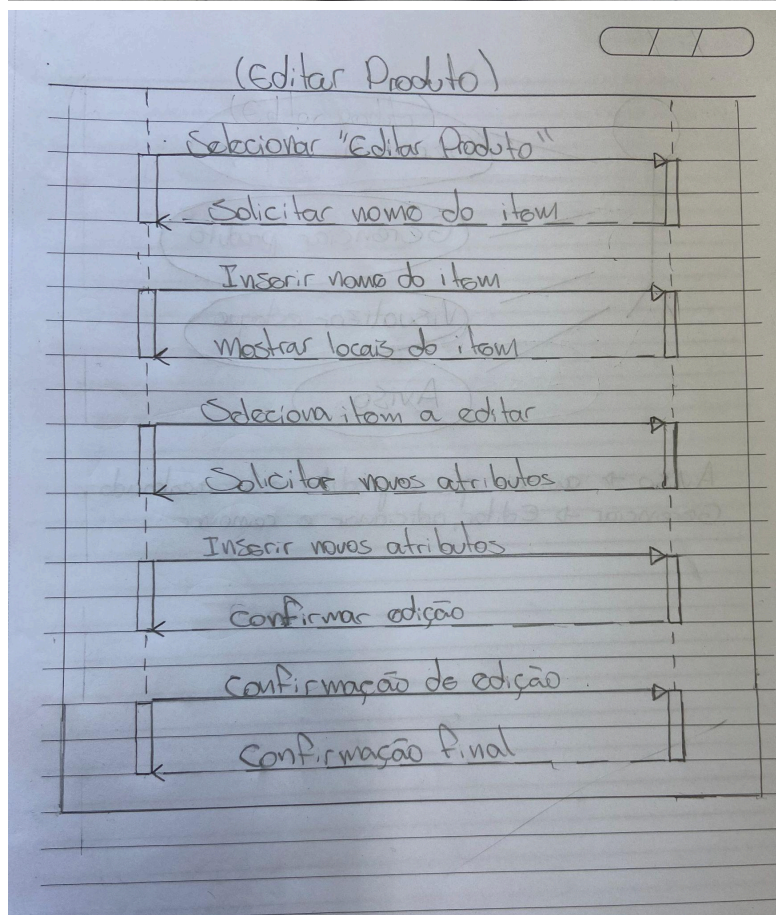 (Editar Produto)
Selecionar "Editar Produto"
Solicitar nome do item
Inserir nome do item
Mostrar locais do item
Seleciona item a editar
Solicitar novos atributos
Inserir novos atributos
Confirmar edição
Confirmação de edição
Confirmação final